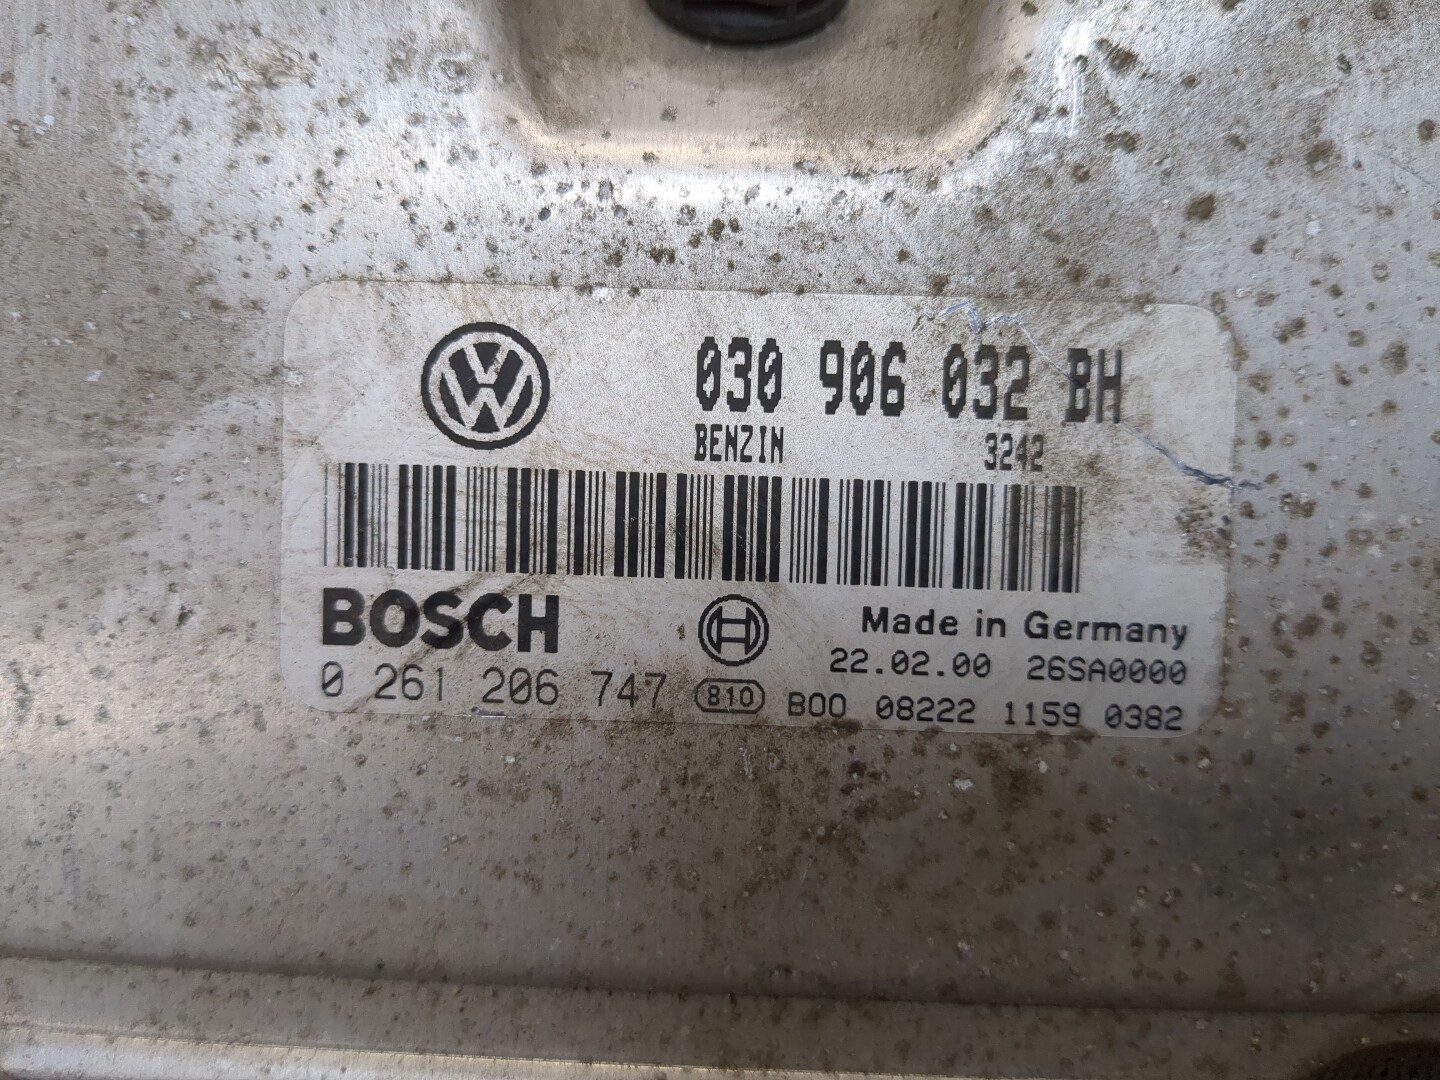 030 906 032 BH
BENZIN 3242
BOSCH
Made in Germany
22.02.00 26SA0000
0 261 206 747 810 B00 08222 1159 0382